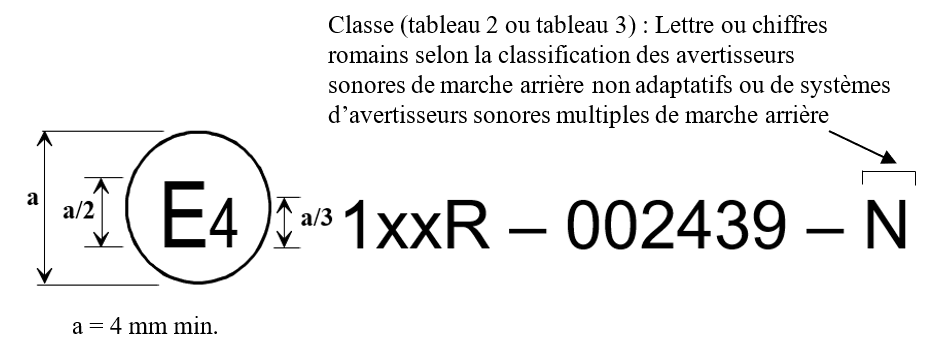 Classe (tableau 2 ou tableau 3) : Lettre ou chiffres
romains selon la classification des avertisseurs
sonores de marche arrière non adaptatifs ou de systèmes
d’avertisseurs sonores multiples de marche arrière
a
a/2
E4
a/3
1xxR – 002439 – N
a = 4 mm min.